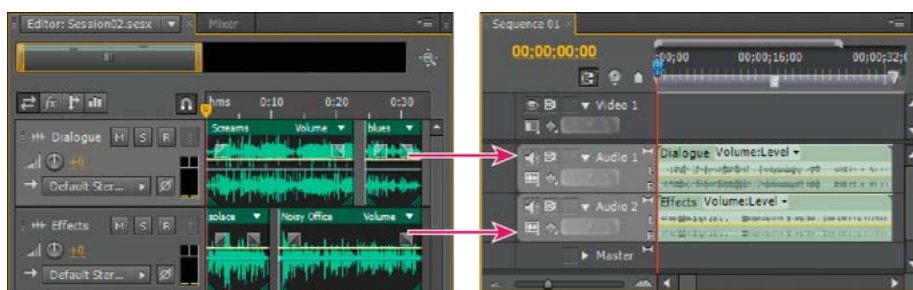 Editor: Session02.sesx
Mixer
hms 0:10 0:20 0:30
Dialogue M S R I
Screams Volume blues
+0
Default Ster...
Effects M S R I
solace Noisy Office Volume
+0
Default Ster...
Sequence 01
00;00;00;00
;00;00 00;00;16;00 00;00;32;0
Video 1
Audio 1
Dialogue Volume:Level
L
R
Audio 2
Effects Volume:Level
L
R
Master